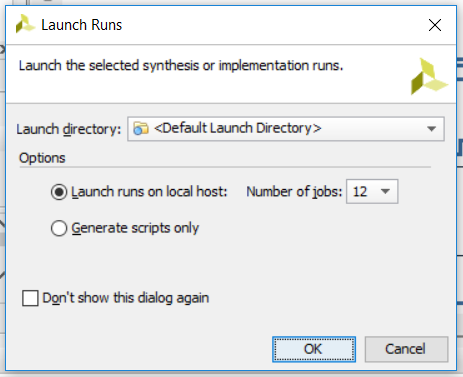 Launch Runs
Launch the selected synthesis or implementation runs.
Launch directory: <Default Launch Directory>
Options
Launch runs on local host: Number of jobs: 12
Generate scripts only
Don't show this dialog again
OK Cancel